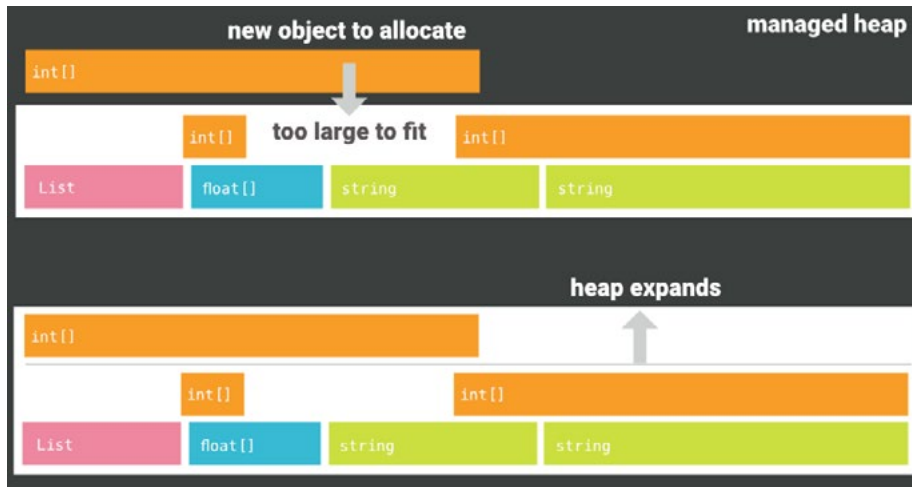 new object to allocate
managed heap
int[]
too large to fit
int[]
int[]
List
float[]
string
string
heap expands
int[]
int[]
int[]
List
float[]
string
string